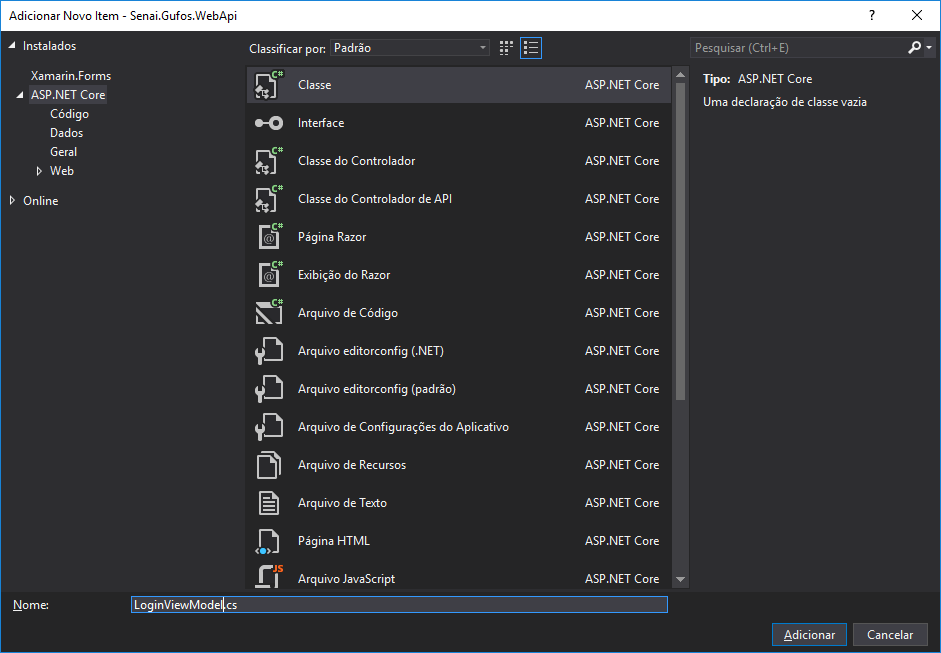 Adicionar Novo Item - Senai.Gufos.WebApi
? 
Instalados
Xamarin.Forms
ASP.NET Core
Código
Dados
Geral
Web
Online
Classificar por: Padrão
Pesquisar (Ctrl+E)
C# Classe ASP.NET Core
Interface ASP.NET Core
C# Classe do Controlador ASP.NET Core
C# Classe do Controlador de API ASP.NET Core
C# @ Página Razor ASP.NET Core
C# @ Exibição do Razor ASP.NET Core
C# Arquivo de Código ASP.NET Core
Arquivo editorconfig (.NET) ASP.NET Core
Arquivo editorconfig (padrão) ASP.NET Core
Arquivo de Configurações do Aplicativo ASP.NET Core
Arquivo de Recursos ASP.NET Core
Arquivo de Texto ASP.NET Core
Página HTML ASP.NET Core
JS Arquivo JavaScript ASP.NET Core
Tipo: ASP.NET Core
Uma declaração de classe vazia
Nome: LoginViewModel.cs
Adicionar Cancelar